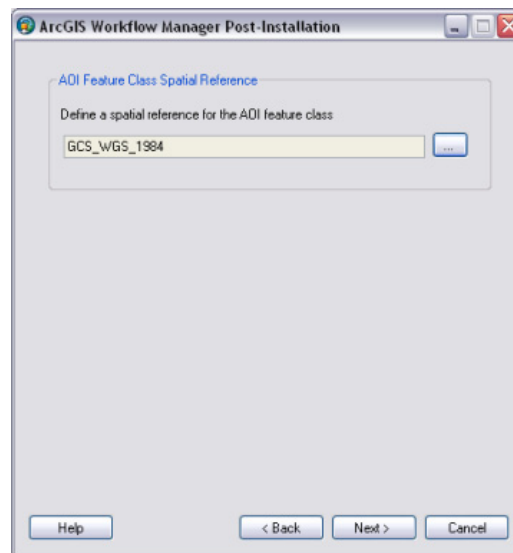 ArcGIS Workflow Manager Post-Installation
AOI Feature Class Spatial Reference
Define a spatial reference for the AOI feature class
GCS_WGS_1984
...
Help
< Back
Next >
Cancel